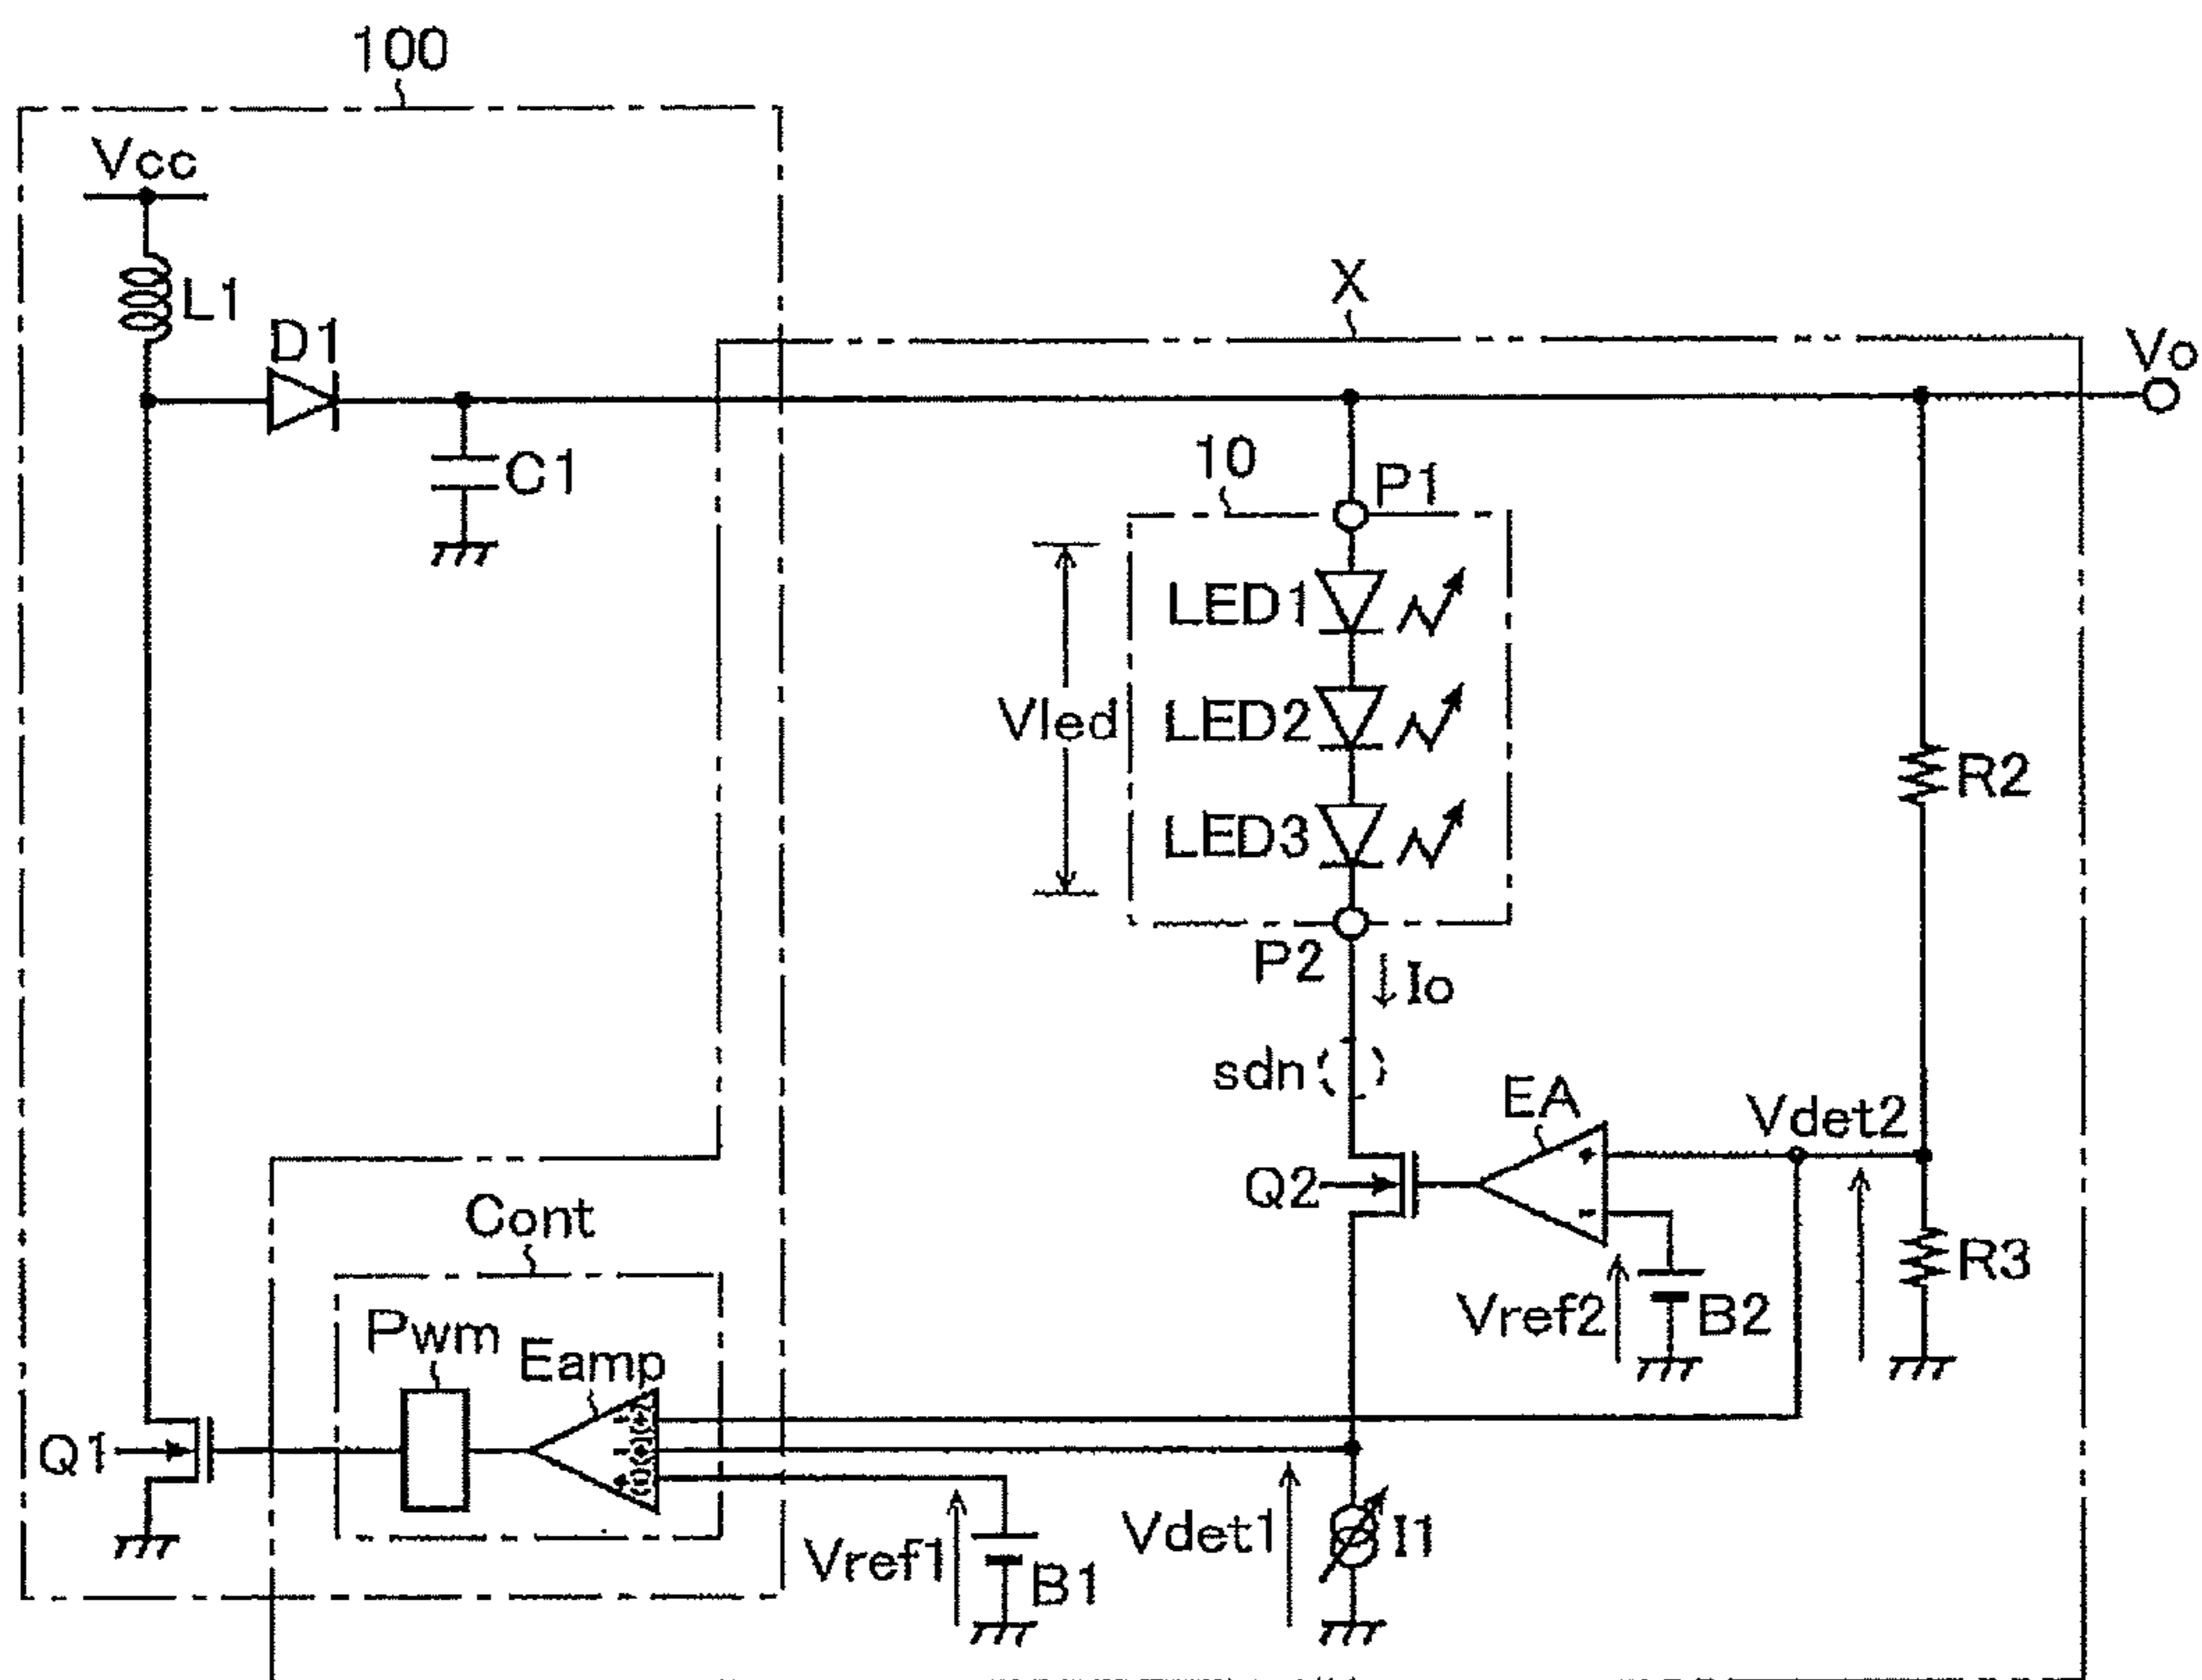 100
Vcc
L1
D1
X
Vo
C1
10
P1
LED1
R2
Vled
LED2
LED3
P2
Io
sdn
EA
Vdet2
Q2
+
-
Cont
R3
Vref2
B2
Pwm
Eamp
Q1
Vref1
B1
Vdet1
I1